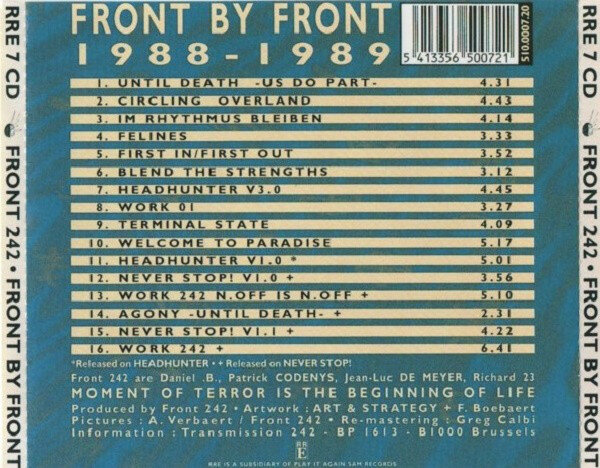 FRONT BY FRONT
1988-1989
5 413356 500721
510.0007.20
1. UNTIL DEATH -US DO PART- 4.31
2. CIRCLING OVERLAND 4.43
3. IM RHYTHMUS BLEIBEN 4.14
4. FELINES 3.33
5. FIRST IN/FIRST OUT 3.52
6. BLEND THE STRENGTHS 3.12
7. HEADHUNTER V3.0 4.45
8. WORK 01 3.27
9. TERMINAL STATE 4.09
10. WELCOME TO PARADISE 5.17
11. HEADHUNTER V1.0 * 5.01
12. NEVER STOP! V1.0 + 3.56
13. WORK 242 N.OFF IS N.OFF + 5.10
14. AGONY -UNTIL DEATH- + 2.31
15. NEVER STOP! V1.1 + 4.22
16. WORK 242 + 6.41
*Released on HEADHUNTER • + Released on NEVER STOP!
Front 242 are Daniel .B., Patrick CODENYS, Jean-Luc DE MEYER, Richard 23
MOMENT OF TERROR IS THE BEGINNING OF LIFE
Produced by Front 242 • Artwork : ART & STRATEGY + F. Boebaert
Pictures : A. Verbaert / Front 242 • Re-mastering : Greg Calbi
Information : Transmission 242 - BP 1613 - B1000 Brussels
RRE
RRE IS A SUBSIDIARY OF PLAY IT AGAIN SAM RECORDS
RRE 7 CD FRONT 242 • FRONT BY FRONT
RRE 7 CD FRONT 242 • FRONT BY FRONT